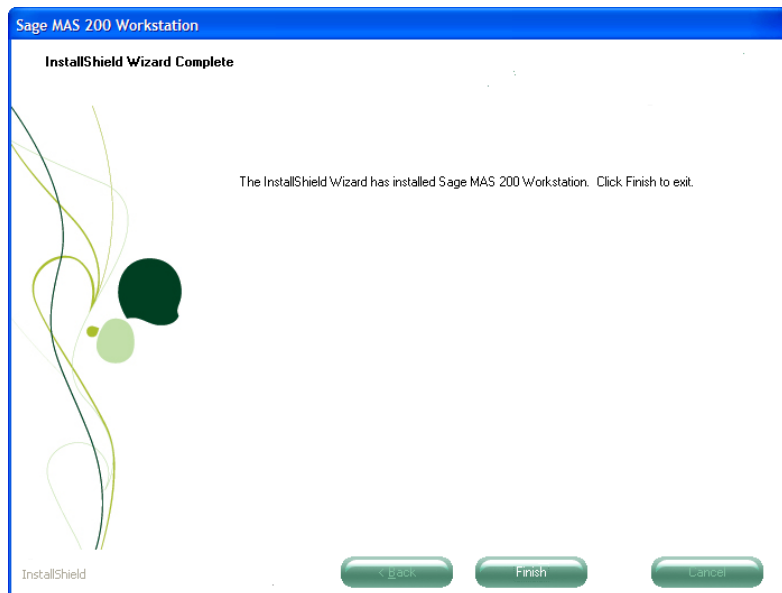 Sage MAS 200 Workstation
InstallShield Wizard Complete
The InstallShield Wizard has installed Sage MAS 200 Workstation. Click Finish to exit.
InstallShield
< Back
Finish
Cancel